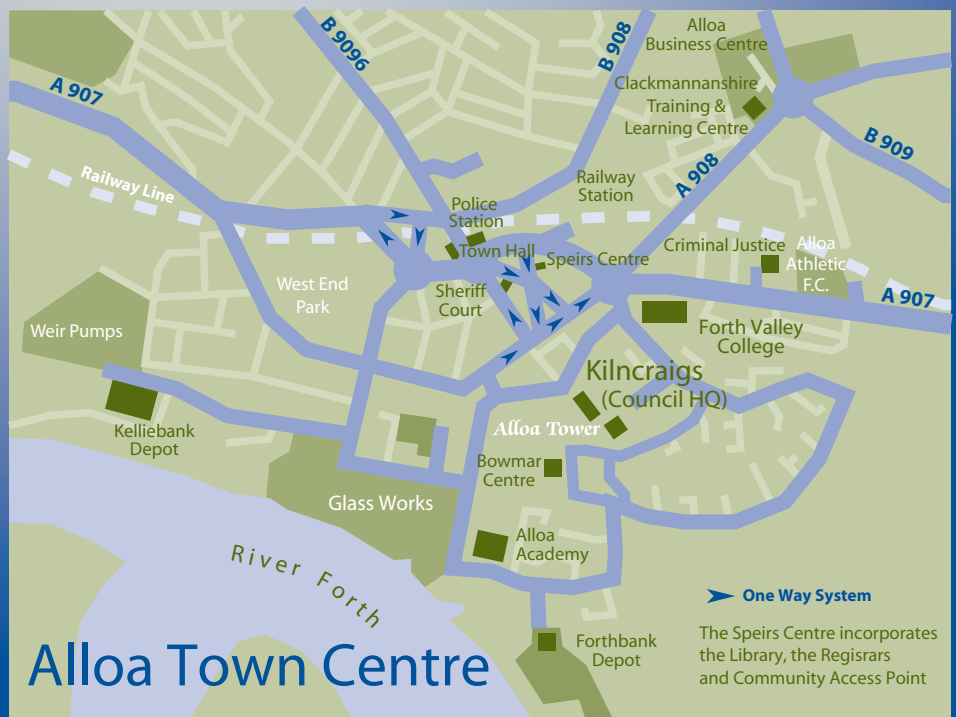 B 9096
B 908
Alloa
Business Centre
A 907
Clackmannanshire
Training &
Learning Centre
B 909
Railway Line
Railway
Station
A 908
Police
Station
Town Hall
Speirs Centre
Criminal Justice
Alloa
Athletic
F.C.
West End
Park
Sheriff
Court
A 907
Weir Pumps
Forth Valley
College
Kilncraigs
(Council HQ)
Alloa Tower
Kelliebank
Depot
Bowmar
Centre
Glass Works
Alloa
Academy
River Forth
One Way System
The Speirs Centre incorporates
the Library, the Regisrars
and Community Access Point
Forthbank
Depot
Alloa Town Centre